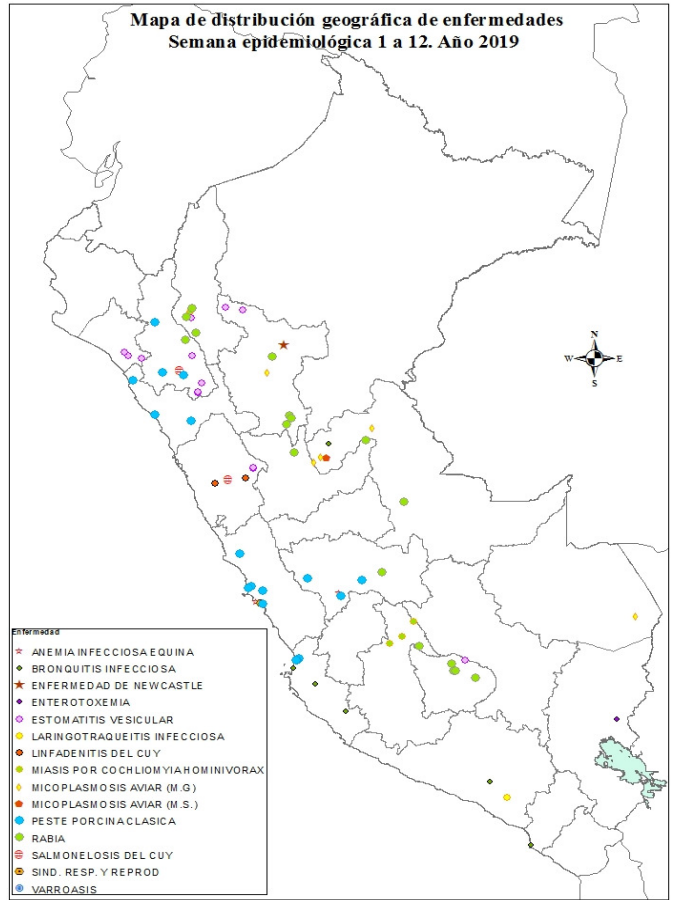 Mapa de distribución geográfica de enfermedades
Semana epidemiológica 1 a 12. Año 2019
N
W E
S
Enfermedad
ANEMIA INFECCIOSA EQUINA
BRONQUITIS INFECCIOSA
ENFERMEDAD DE NEWCASTLE
ENTEROTOXEMIA
ESTOMATITIS VESICULAR
LARINGOTRAQUEITIS INFECCIOSA
LINFADENITIS DEL CUY
MIASIS POR COCHLIOMYIA HOMINIVORAX
MICOPLASMOSIS AVIAR (M.G)
MICOPLASMOSIS AVIAR (M.S.)
PESTE PORCINA CLASICA
RABIA
SALMONELOSIS DEL CUY
SIND. RESP. Y REPROD
VARROASIS